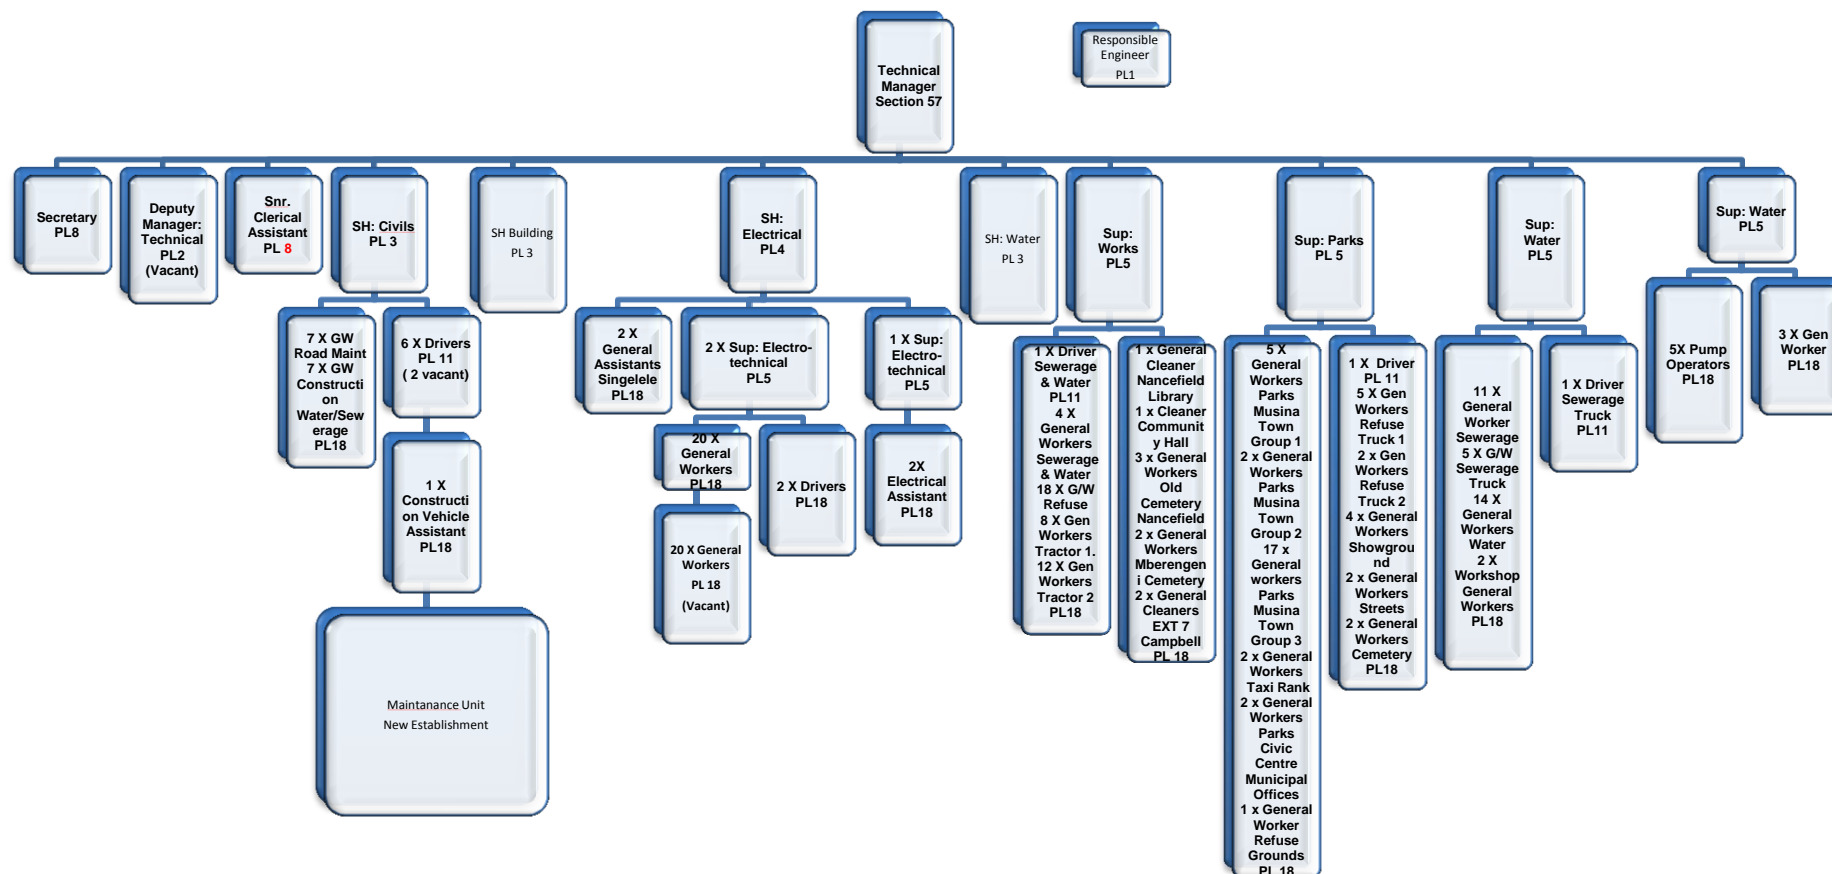 Technical
Manager
Section 57
Responsible
Engineer
PL1
Secretary
PL8
Deputy
Manager:
Technical
PL2
(Vacant)
Snr.
Clerical
Assistant
PL 8
SH: Civils
PL 3
SH Building
PL 3
SH:
Electrical
PL4
SH: Water
PL 3
Sup:
Works
PL5
Sup: Parks
PL 5
Sup:
Water
PL5
Sup: Water
PL5
7 X GW
Road Maint
7 X GW
Constructi
on
Water/Sew
erage
PL18
6 X Drivers
PL 11
( 2 vacant)
1 X
Constructi
on Vehicle
Assistant
PL18
Maintanance Unit
New Establishment
2 X
General
Assistants
Singelele
PL18
2 X Sup: Electro-
technical
PL5
1 X Sup:
Electro-
technical
PL5
20 X
General
Workers
PL18
2 X Drivers
PL18
2X
Electrical
Assistant
PL18
20 X General
Workers
PL 18
(Vacant)
1 X Driver
Sewerage
& Water
PL11
4 X
General
Workers
Sewerage
& Water
18 X G/W
Refuse
8 X Gen
Workers
Tractor 1.
12 X Gen
Workers
Tractor 2
PL18
1 x General
Cleaner
Nancefield
Library
1 x Cleaner
Communit
y Hall
3 x General
Workers
Old
Cemetery
Nancefield
2 x General
Workers
Mberengen
i Cemetery
2 x General
Cleaners
EXT 7
Campbell
PL 18
5 X
General
Workers
Parks
Musina
Town
Group 1
2 x General
Workers
Parks
Musina
Town
Group 2
17 x
General
workers
Parks
Musina
Town
Group 3
2 x General
Workers
Taxi Rank
2 x General
Workers
Parks
Civic
Centre
Municipal
Offices
1 x General
Worker
Refuse
Grounds
PL 18
1 X Driver
PL 11
5 X Gen
Workers
Refuse
Truck 1
2 x Gen
Workers
Refuse
Truck 2
4 x General
Workers
Showgrou
nd
2 x General
Workers
Streets
2 x General
Workers
Cemetery
PL18
11 X
General
Worker
Sewerage
5 X G/W
Sewerage
Truck
14 X
General
Workers
Water
2 X
Workshop
General
Workers
PL18
1 X Driver
Sewerage
Truck
PL11
5X Pump
Operators
PL18
3 X Gen
Worker
PL18